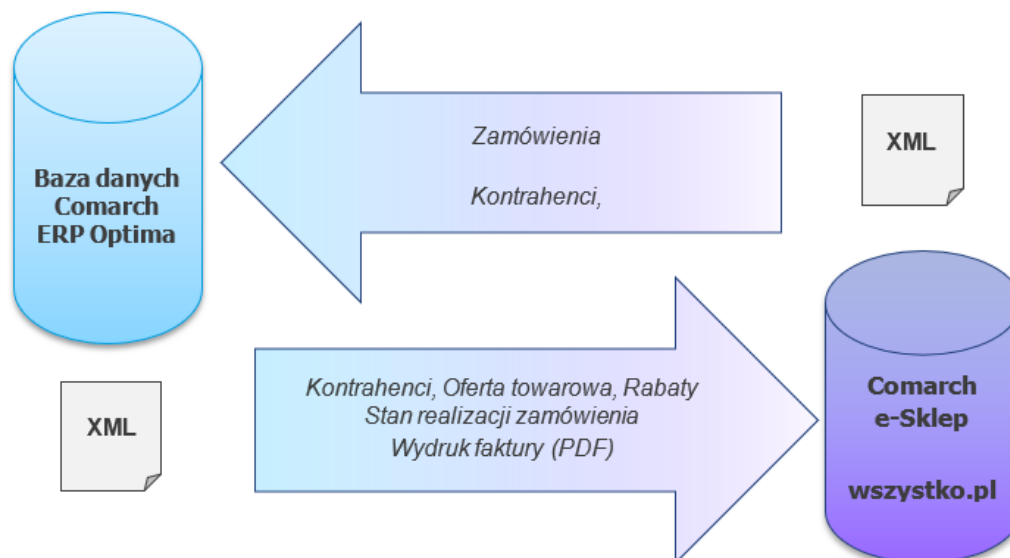 Baza danych
Comarch
ERP Optima
Zamówienia
Kontrahenci,
XML
XML
Kontrahenci, Oferta towarowa, Rabaty
Stan realizacji zamówienia
Wydruk faktury (PDF)
Comarch
e-Sklep
wszystko.pl